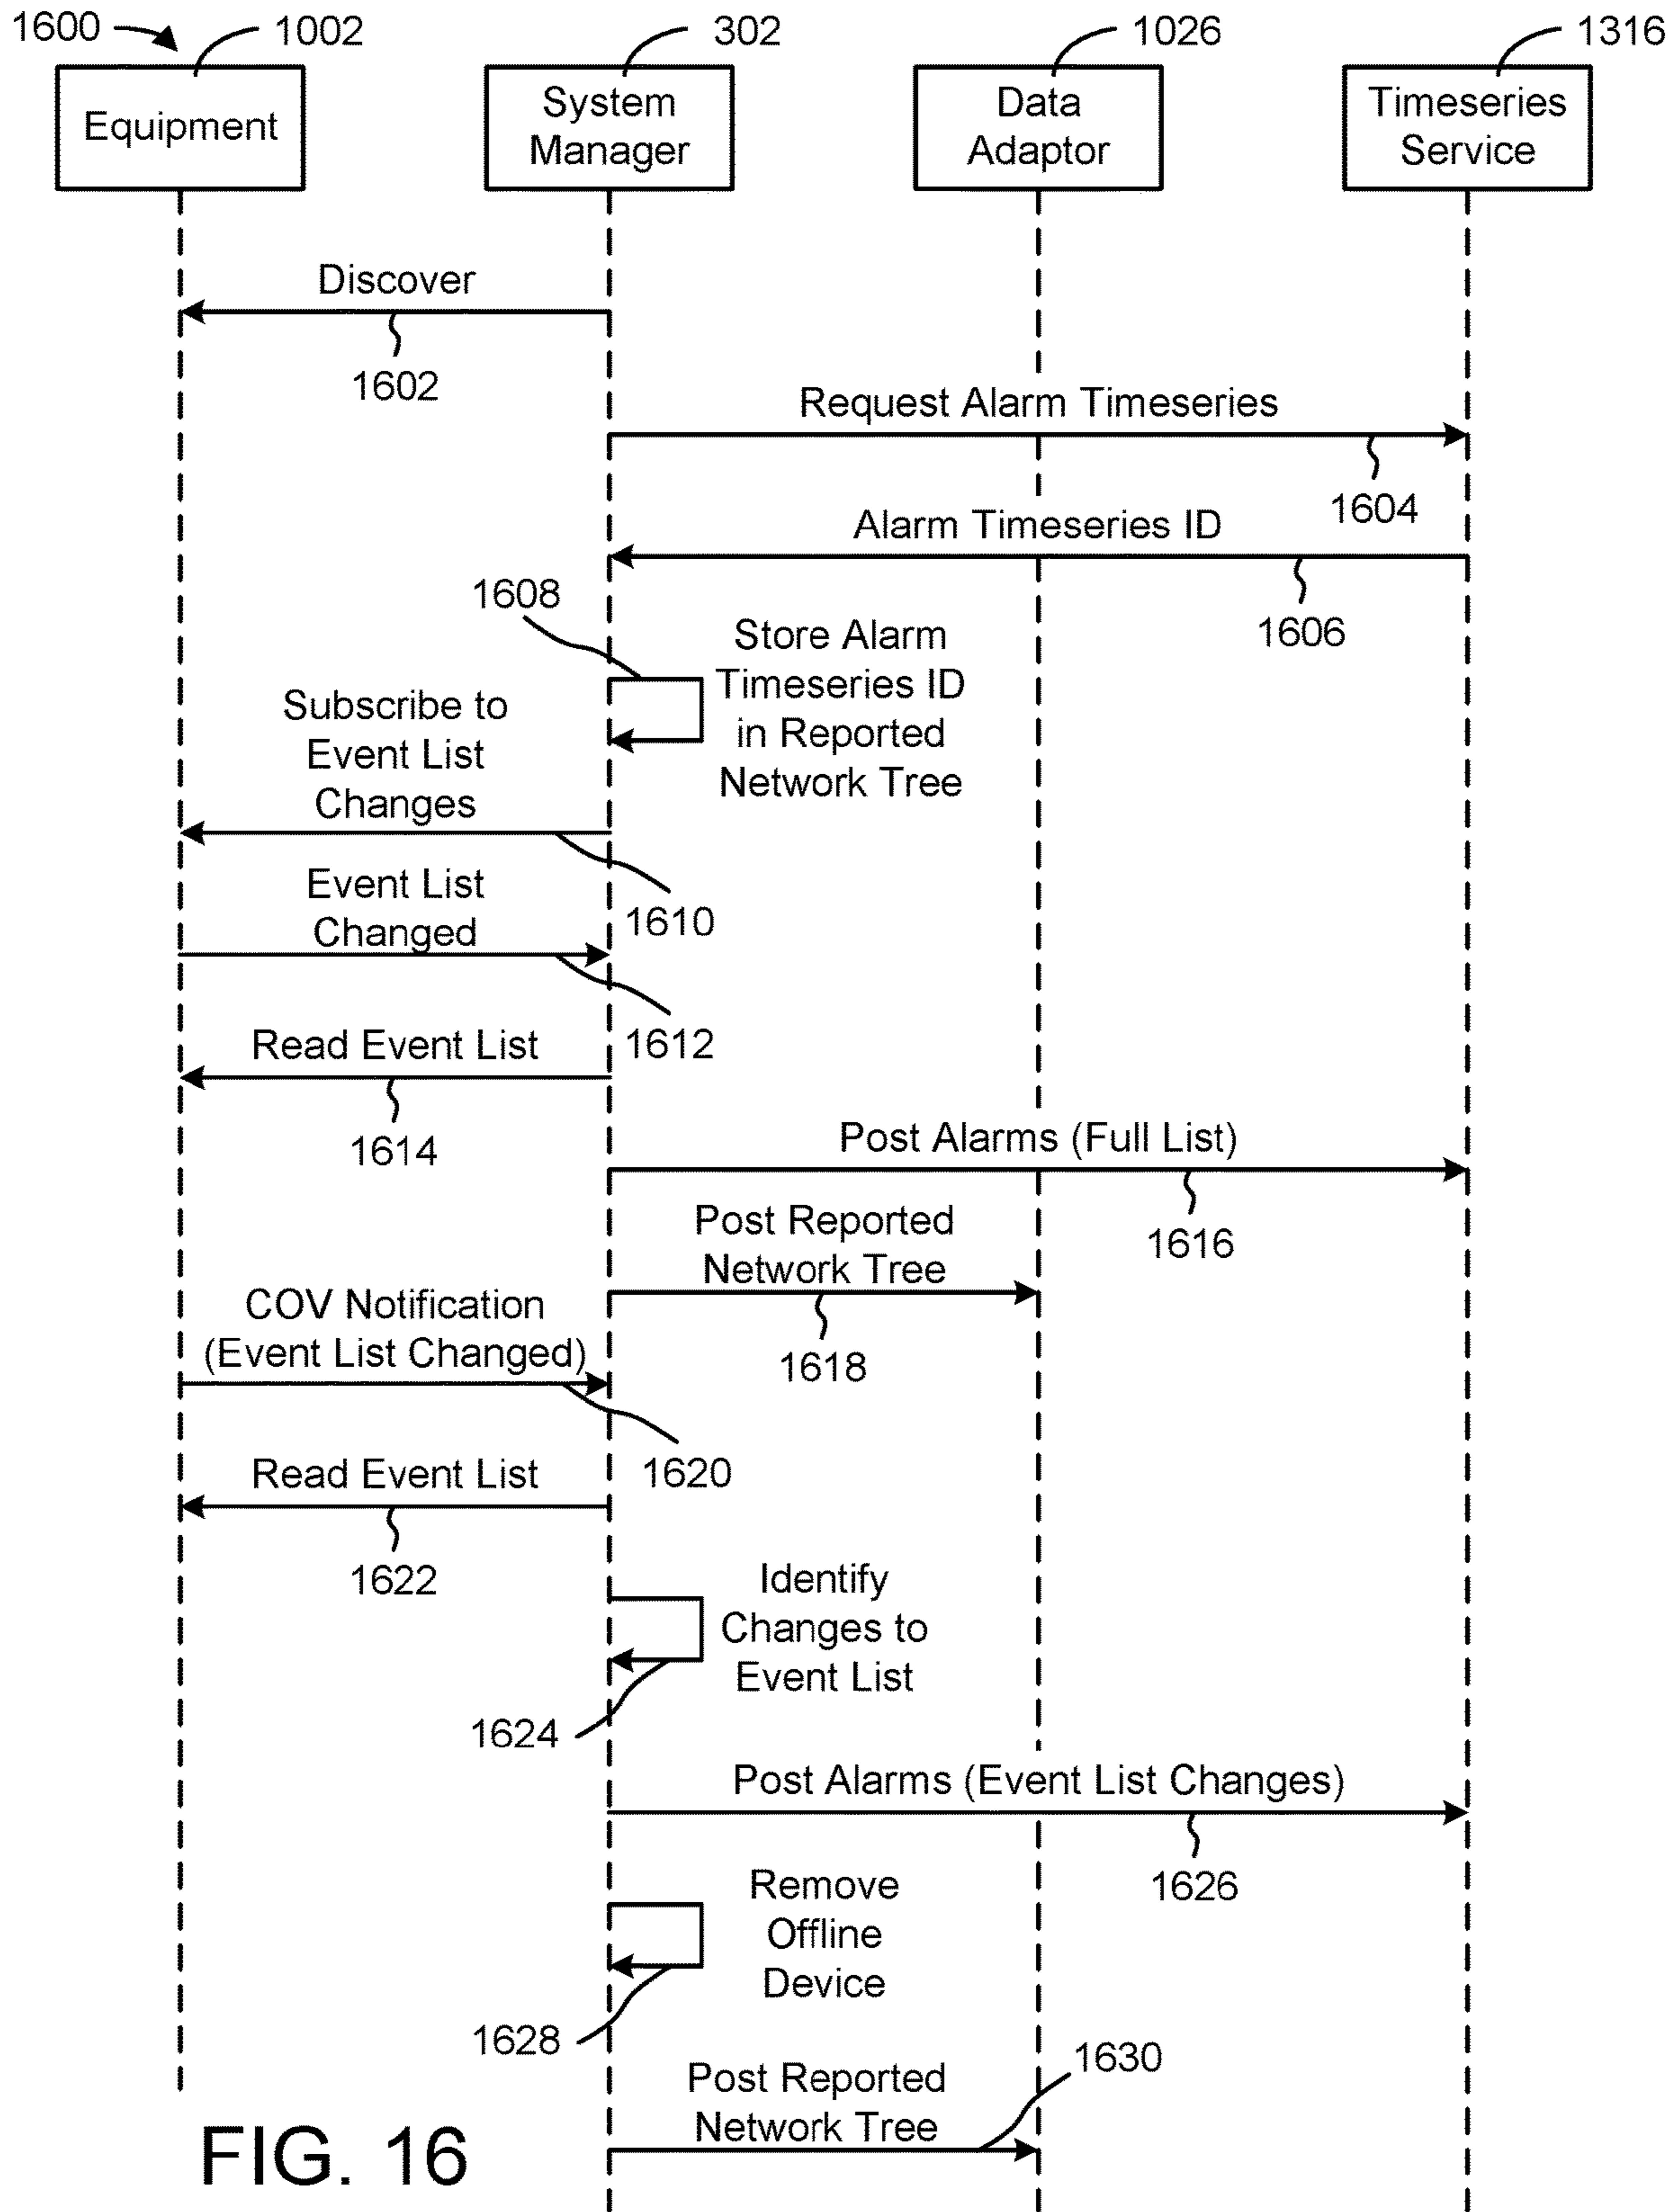 1600
1002
302
1026
1316
Equipment
System
Manager
Data
Adaptor
Timeseries
Service
Discover
1602
Request Alarm Timeseries
1604
Alarm Timeseries ID
1606
1608
Store Alarm
Timeseries ID
in Reported
Network Tree
Subscribe to
Event List
Changes
1610
Event List
Changed
1612
Read Event List
1614
Post Alarms (Full List)
1616
Post Reported
Network Tree
1618
COV Notification
(Event List Changed)
1620
Read Event List
1622
Identify
Changes to
Event List
1624
Post Alarms (Event List Changes)
1626
Remove
Offline
Device
1628
Post Reported
Network Tree
1630
FIG. 16